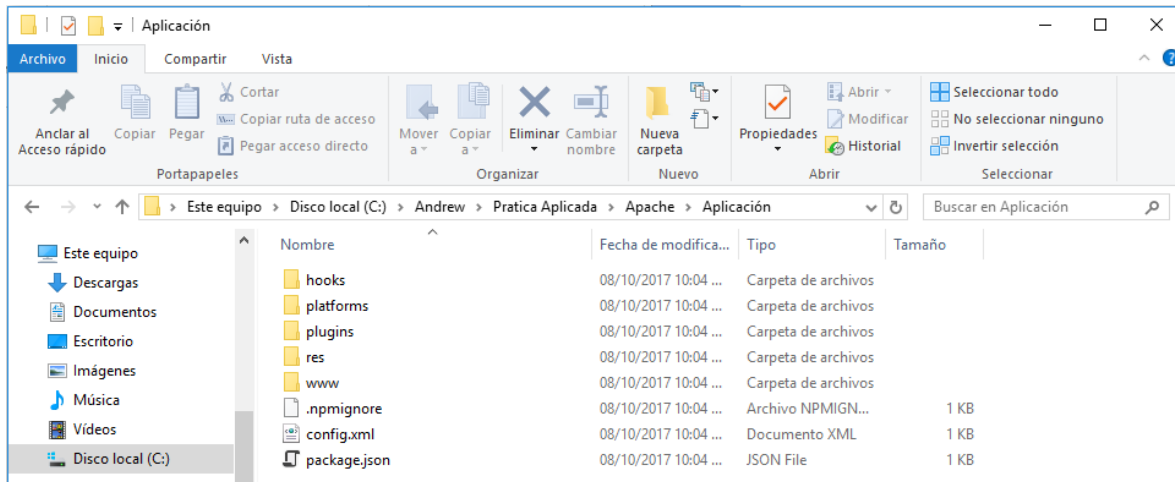 Aplicación
Archivo Inicio Compartir Vista
Anclar al Acceso rápido
Copiar
Pegar
Cortar
Copiar ruta de acceso
Pegar acceso directo
Portapapeles
Mover a
Copiar a
Eliminar
Cambiar nombre
Organizar
Nueva carpeta
Nuevo
Propiedades
Abrir
Modificar
Historial
Abrir
Seleccionar todo
No seleccionar ninguno
Invertir selección
Seleccionar
Este equipo > Disco local (C:) > Andrew > Pratica Aplicada > Apache > Aplicación
Buscar en Aplicación
Este equipo
Descargas
Documentos
Escritorio
Imágenes
Música
Vídeos
Disco local (C:)
Nombre Fecha de modifica... Tipo Tamaño
hooks 08/10/2017 10:04 ... Carpeta de archivos
platforms 08/10/2017 10:04 ... Carpeta de archivos
plugins 08/10/2017 10:04 ... Carpeta de archivos
res 08/10/2017 10:04 ... Carpeta de archivos
www 08/10/2017 10:04 ... Carpeta de archivos
.npmignore 08/10/2017 10:04 ... Archivo NPMIGN... 1 KB
config.xml 08/10/2017 10:04 ... Documento XML 1 KB
package.json 08/10/2017 10:04 ... JSON File 1 KB